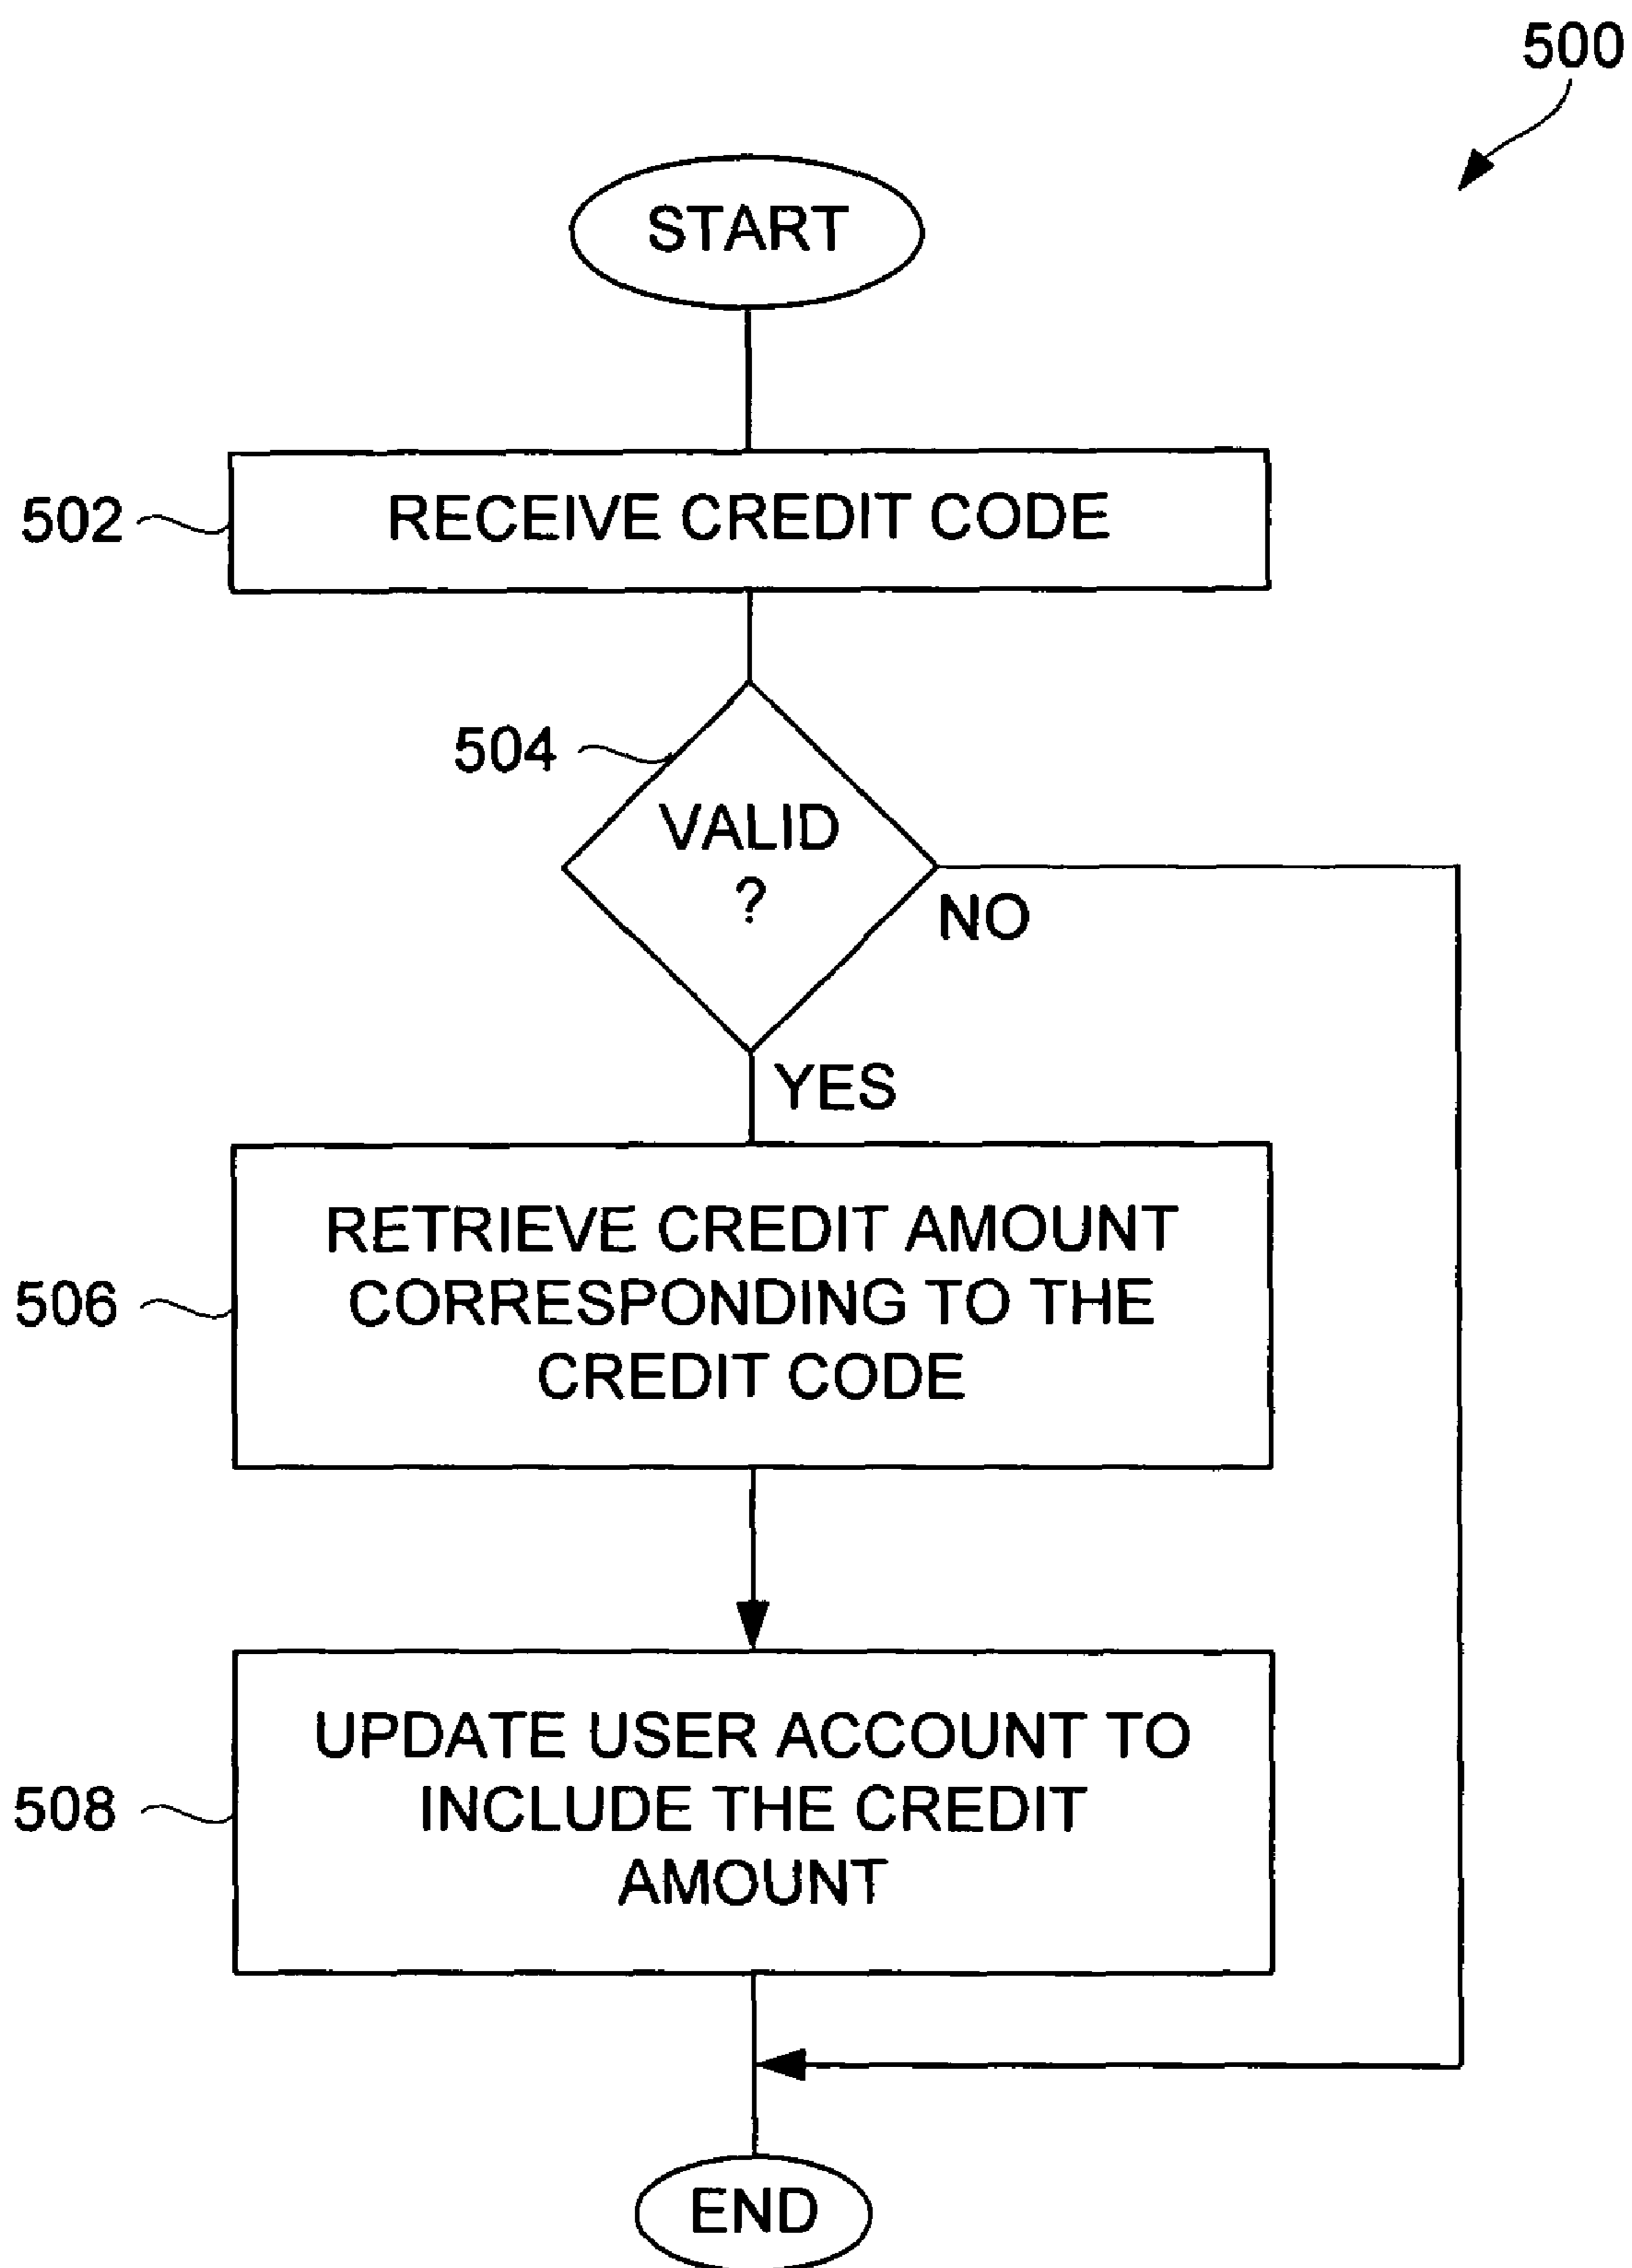 500
START
502
RECEIVE CREDIT CODE
504
VALID
?
NO
YES
506
RETRIEVE CREDIT AMOUNT
CORRESPONDING TO THE
CREDIT CODE
508
UPDATE USER ACCOUNT TO
INCLUDE THE CREDIT
AMOUNT
END